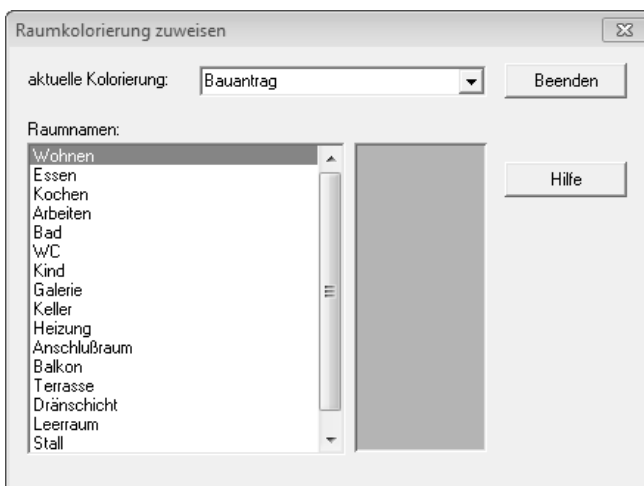 Raumkolorierung zuweisen
aktuelle Kolorierung: Bauantrag Beenden
Raumnamen:
Hilfe
Wohnen
Essen
Kochen
Arbeiten
Bad
WC
Kind
Galerie
Keller
Heizung
Anschlußraum
Balkon
Terrasse
Dränschicht
Leerraum
Stall